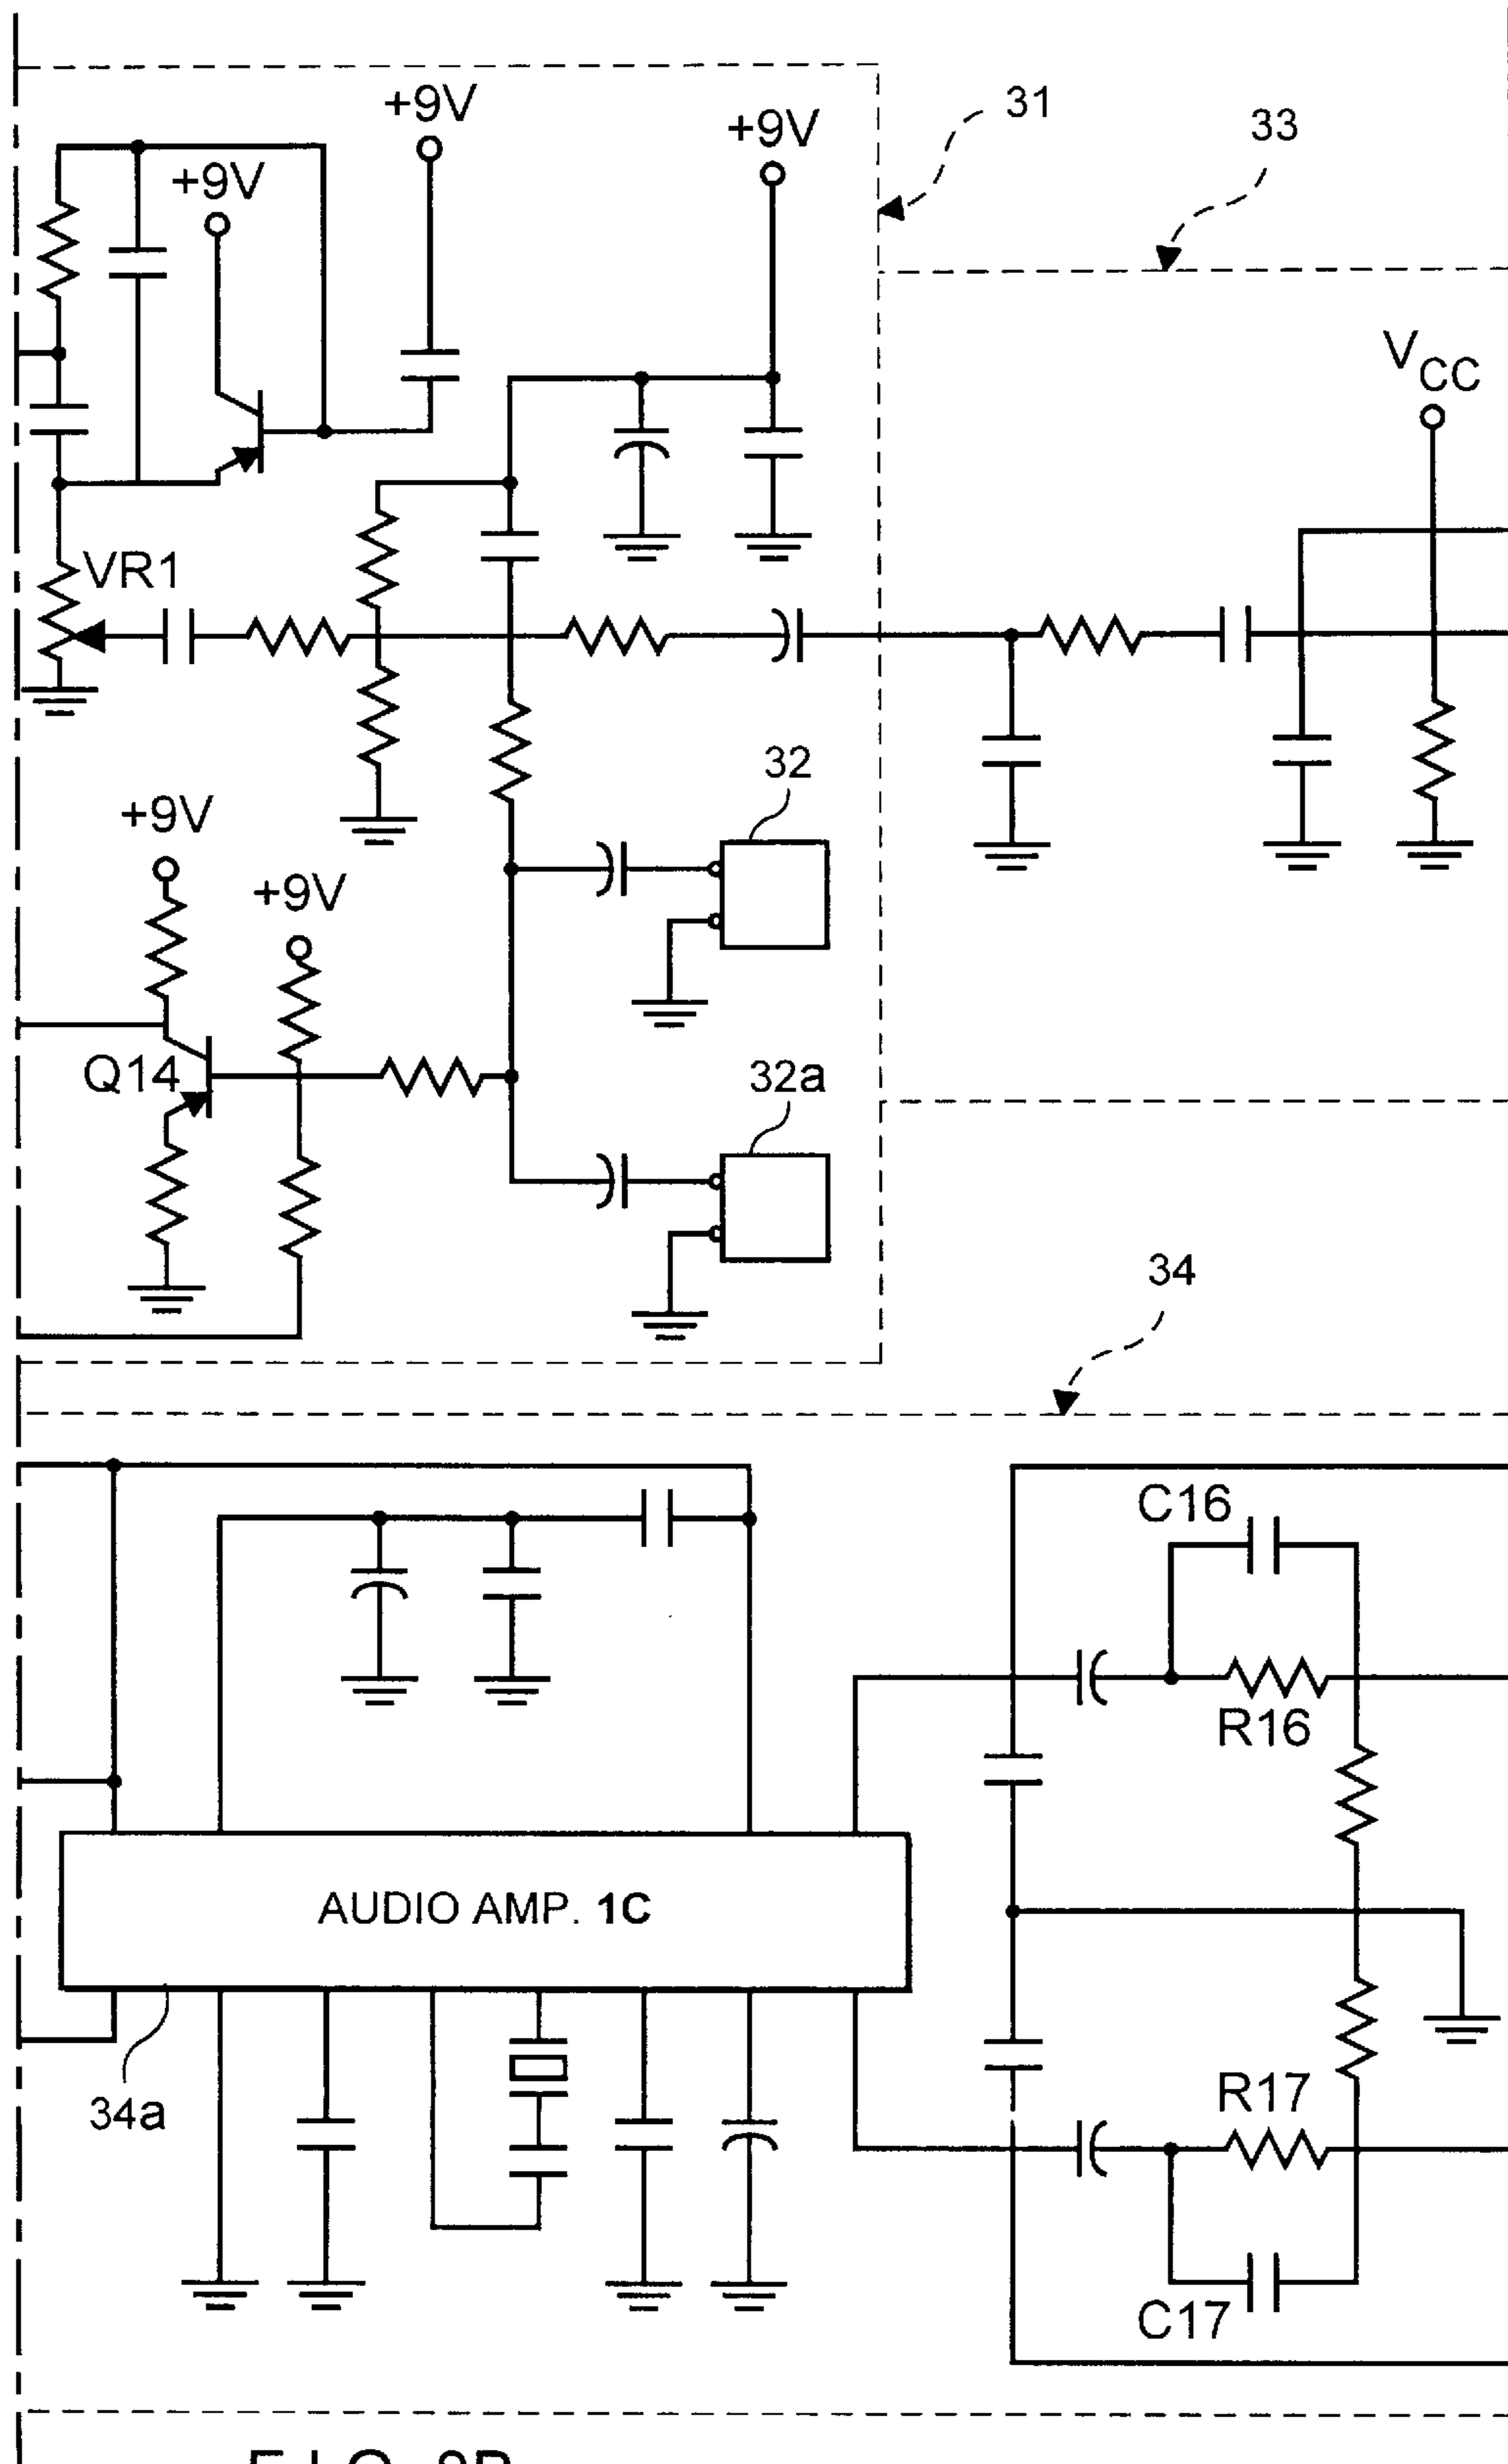 +9V
+9V
+9V
31
33
VCC
VR1
32
+9V
+9V
Q14
32a
34
C16
R16
AUDIO AMP. 1C
34a
R17
C17